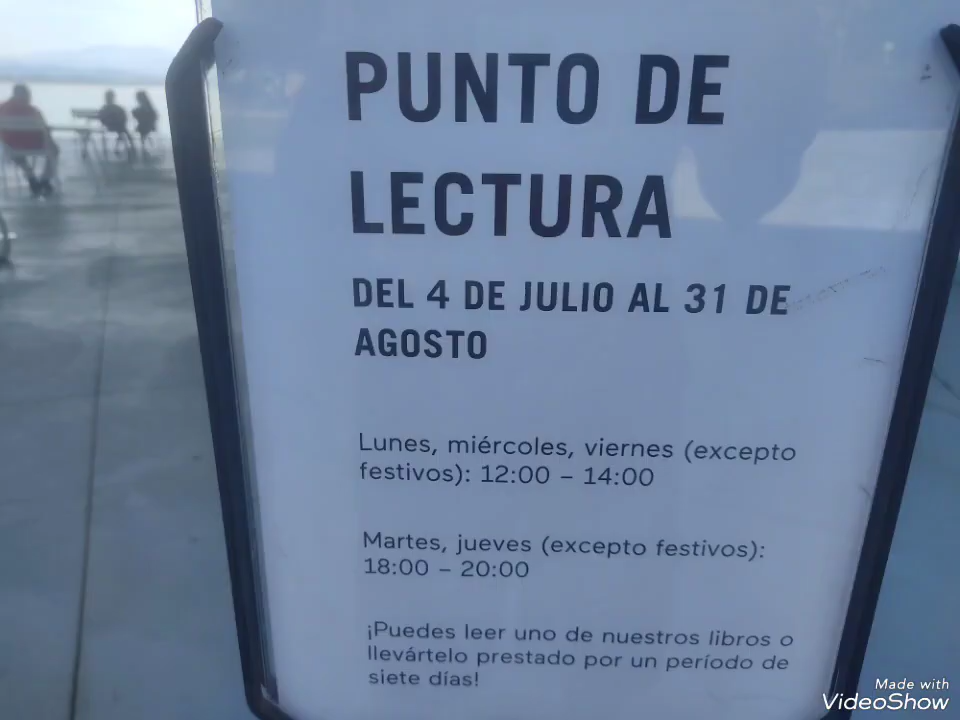 PUNTO DE
LECTURA
DEL 4 DE JULIO AL 31 DE
AGOSTO
Lunes, miércoles, viernes (excepto
festivos): 12:00 – 14:00
Martes, jueves (excepto festivos):
18:00 – 20:00
¡Puedes leer uno de nuestros libros o
llevártelo prestado por un período de
siete días!
Made with
VideoShow